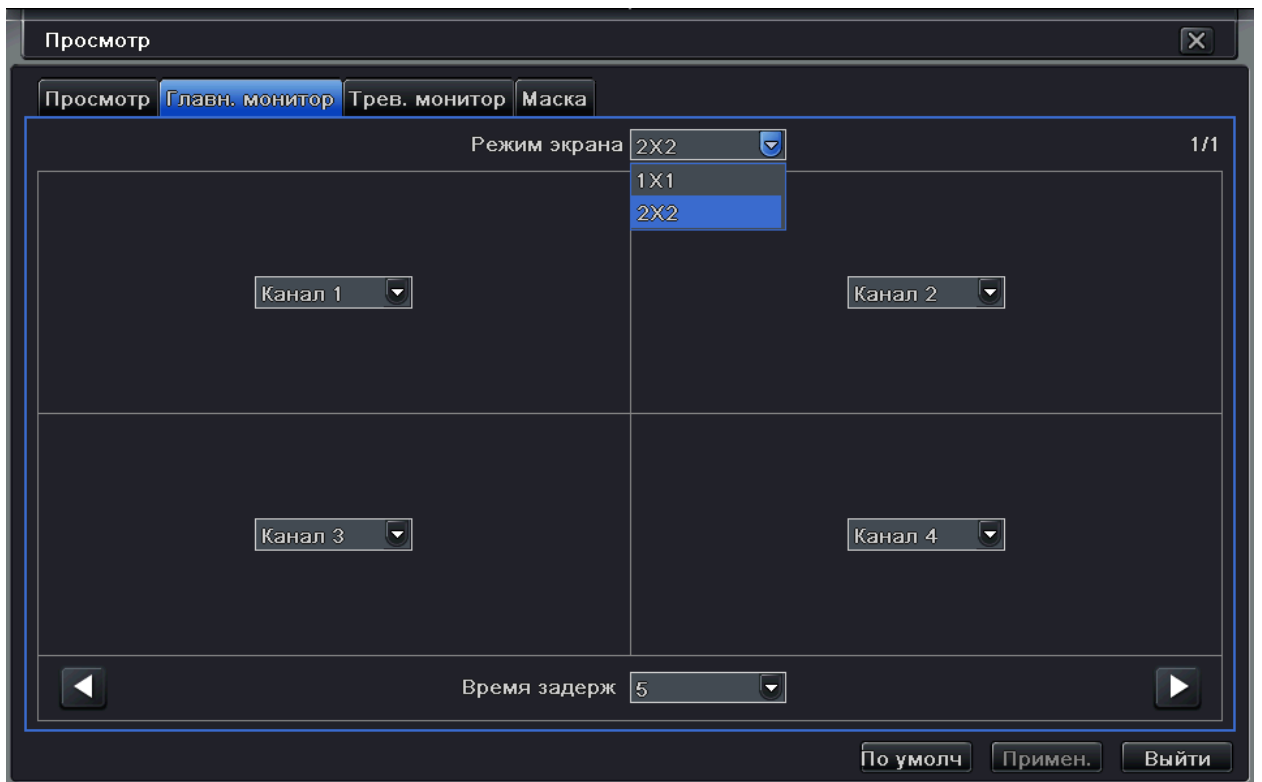 Просмотр
Просмотр Главн. монитор Трев. монитор Маска
Режим экрана 2X2 1/1
1X1
2X2
Канал 1 Канал 2
Канал 3 Канал 4
Время задерж 5
По умолч Примен. Выйти